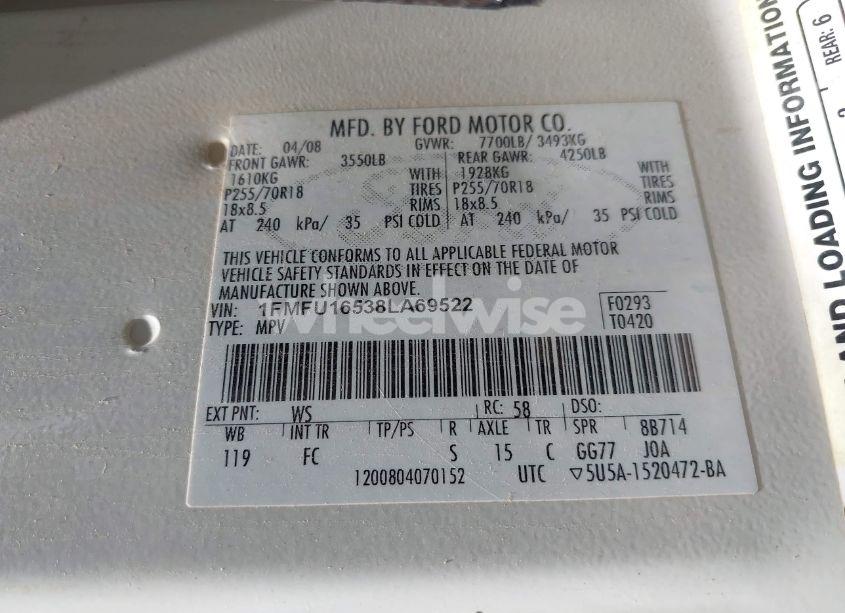 MFD. BY FORD MOTOR CO.
DATE: 04/08 GVWR: 7700LB/ 3493KG
FRONT GAWR: 3550LB REAR GAWR: 4250LB
1610KG WITH 1928KG WITH
P255/70R18 TIRES P255/70R18 TIRES
18x8.5 RIMS 18x8.5 RIMS
AT 240 kPa/ 35 PSI COLD AT 240 kPa/ 35 PSI COLD
THIS VEHICLE CONFORMS TO ALL APPLICABLE FEDERAL MOTOR
VEHICLE SAFETY STANDARDS IN EFFECT ON THE DATE OF
MANUFACTURE SHOWN ABOVE.
VIN: 1FMFU16538LA69522 F0293
TYPE: MPV T0420
wheelwise
EXT PNT: WS RC: 58 DSO:
WB INT TR TP/PS R AXLE TR SPR 8B714
119 FC S 15 C GG77 J0A
1200804070152 UTC ▽5U5A-1520472-BA
AND LOADING INFORMATION
REAR: 6